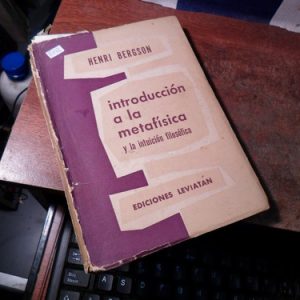 HENRI BERGSON
introducción
a la
metafísica
y la intuición filosófica
EDICIONES LEVIATÁN